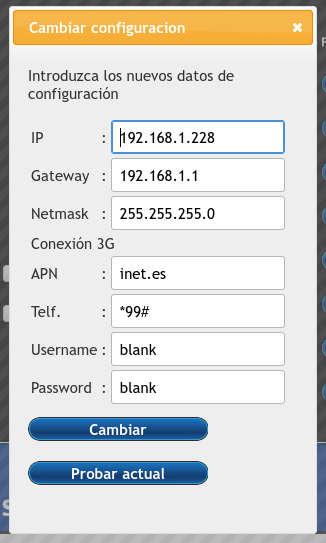 Cambiar configuracion
Introduzca los nuevos datos de
configuración
IP : 192.168.1.228
Gateway : 192.168.1.1
Netmask : 255.255.255.0
Conexión 3G
APN : inet.es
Telf. : *99#
Username : blank
Password : blank
Cambiar
Probar actual